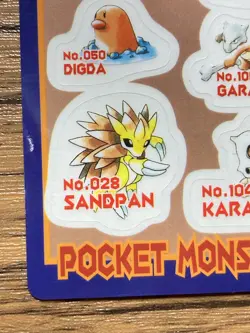 No.050
DIGDA
No.10
GARA
No.028
SANDPAN
No.104
KARA
POCKET MONS